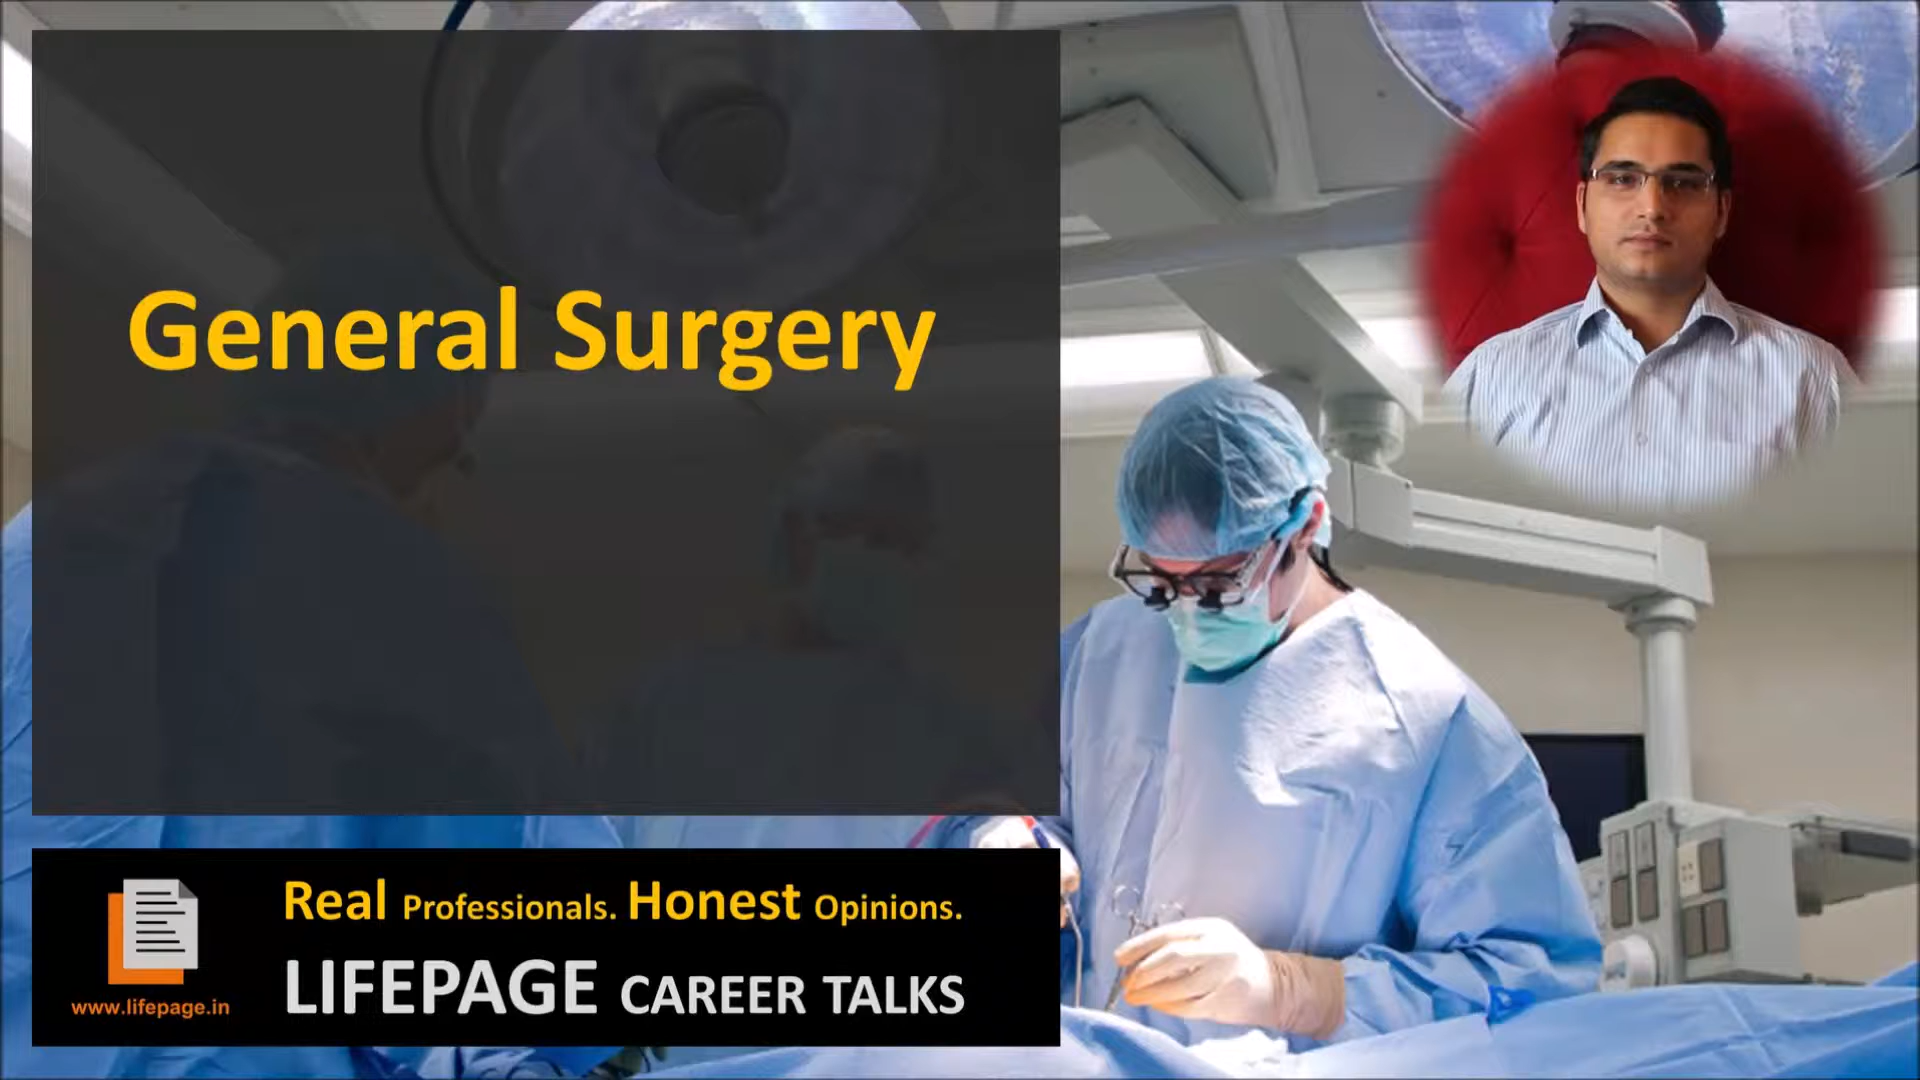 General Surgery
Real Professionals. Honest Opinions.
LIFEPAGE CAREER TALKS
www.lifepage.in